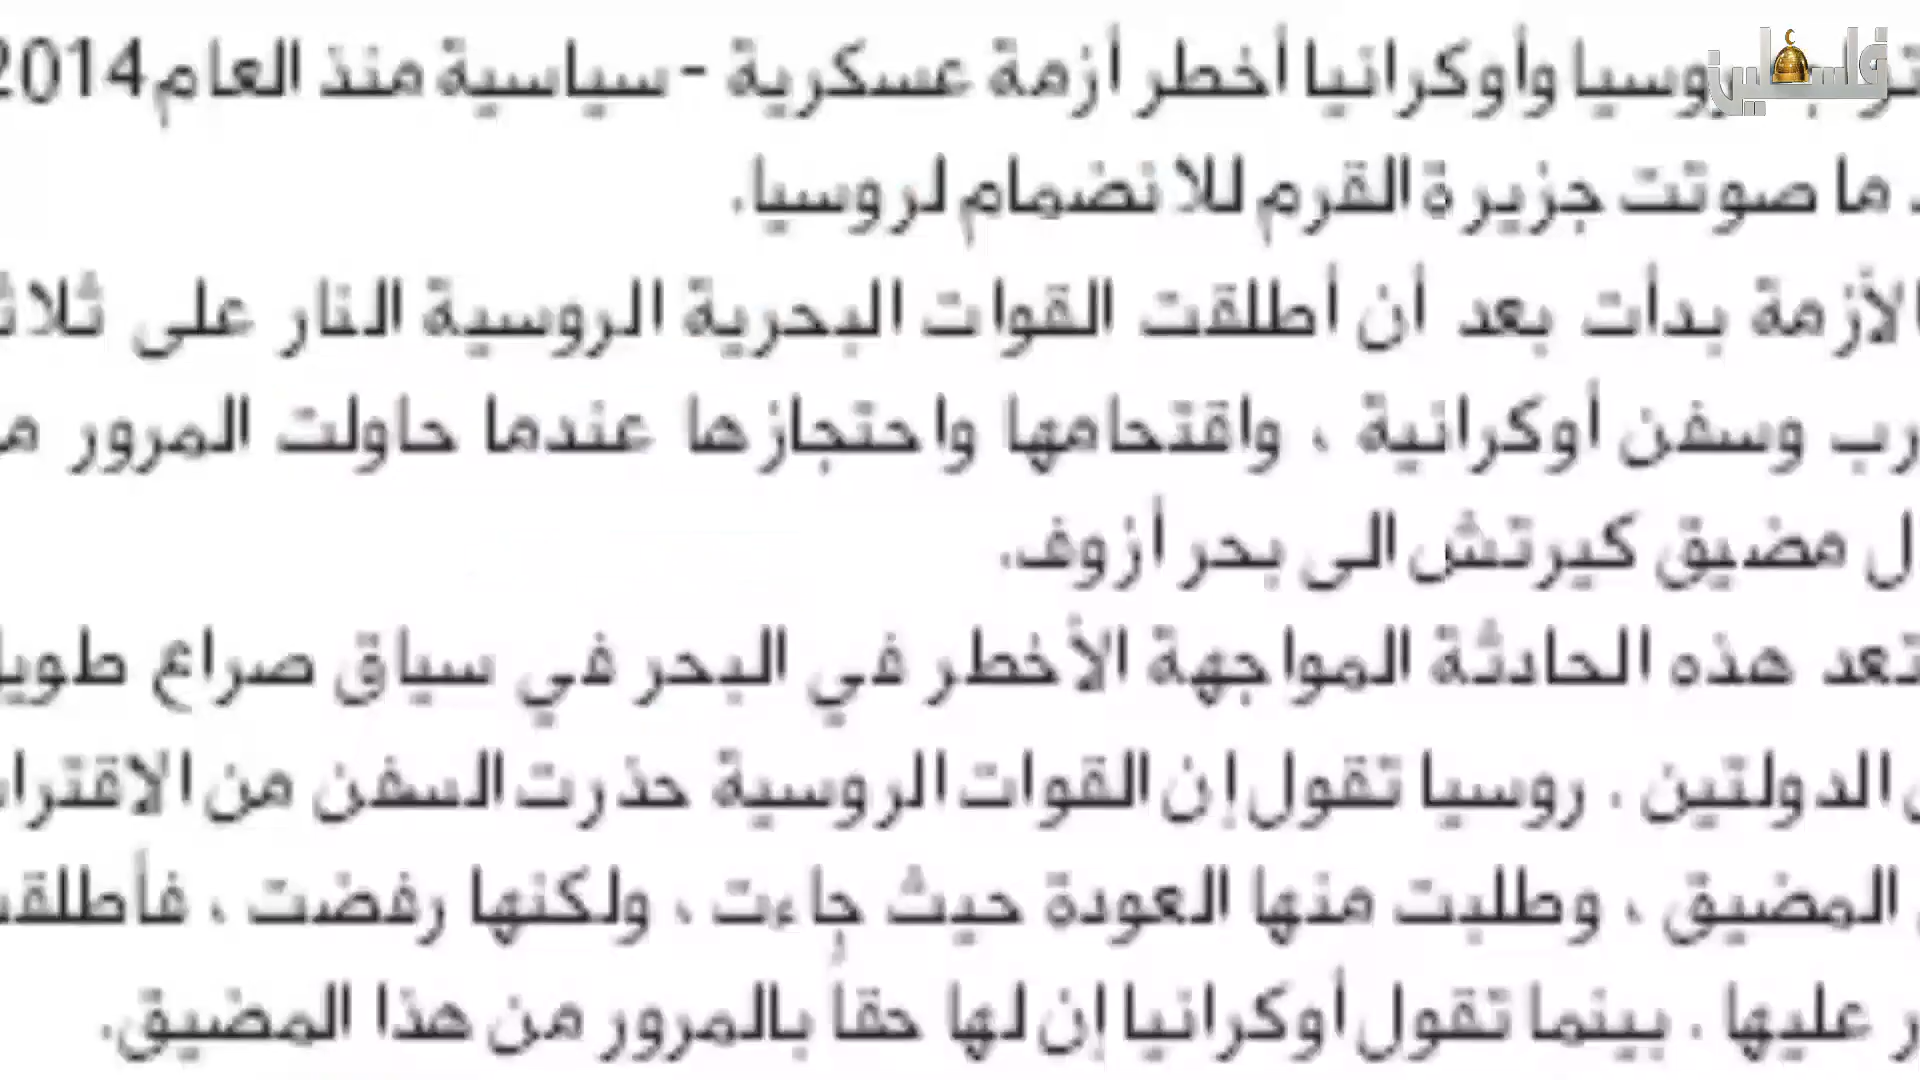 فلسطين
روسيا وأوكرانيا أخطر أزمة عسكرية - سياسية منذ العام 2014
ما صوتت جزيرة القرم للانضمام لروسيا.
الأزمة بدأت بعد أن أطلقت القوات البحرية الروسية النار على
وسفن أوكرانية ، واقتحامها واحتجازها عندما حاولت المرور
مضيق كيرتش الى بحر أزوف.
تعد هذه الحادثة المواجهة الأخطر في البحر في سياق صراع
الدولتين . روسيا تقول إن القوات الروسية حذرت السفن من
المضيق ، وطلبت منها العودة حيث جاءت ، ولكنها رفضت ،
عليها . بينما تقول أوكرانيا إن لها حقاً بالمرور من هذا المضيق.